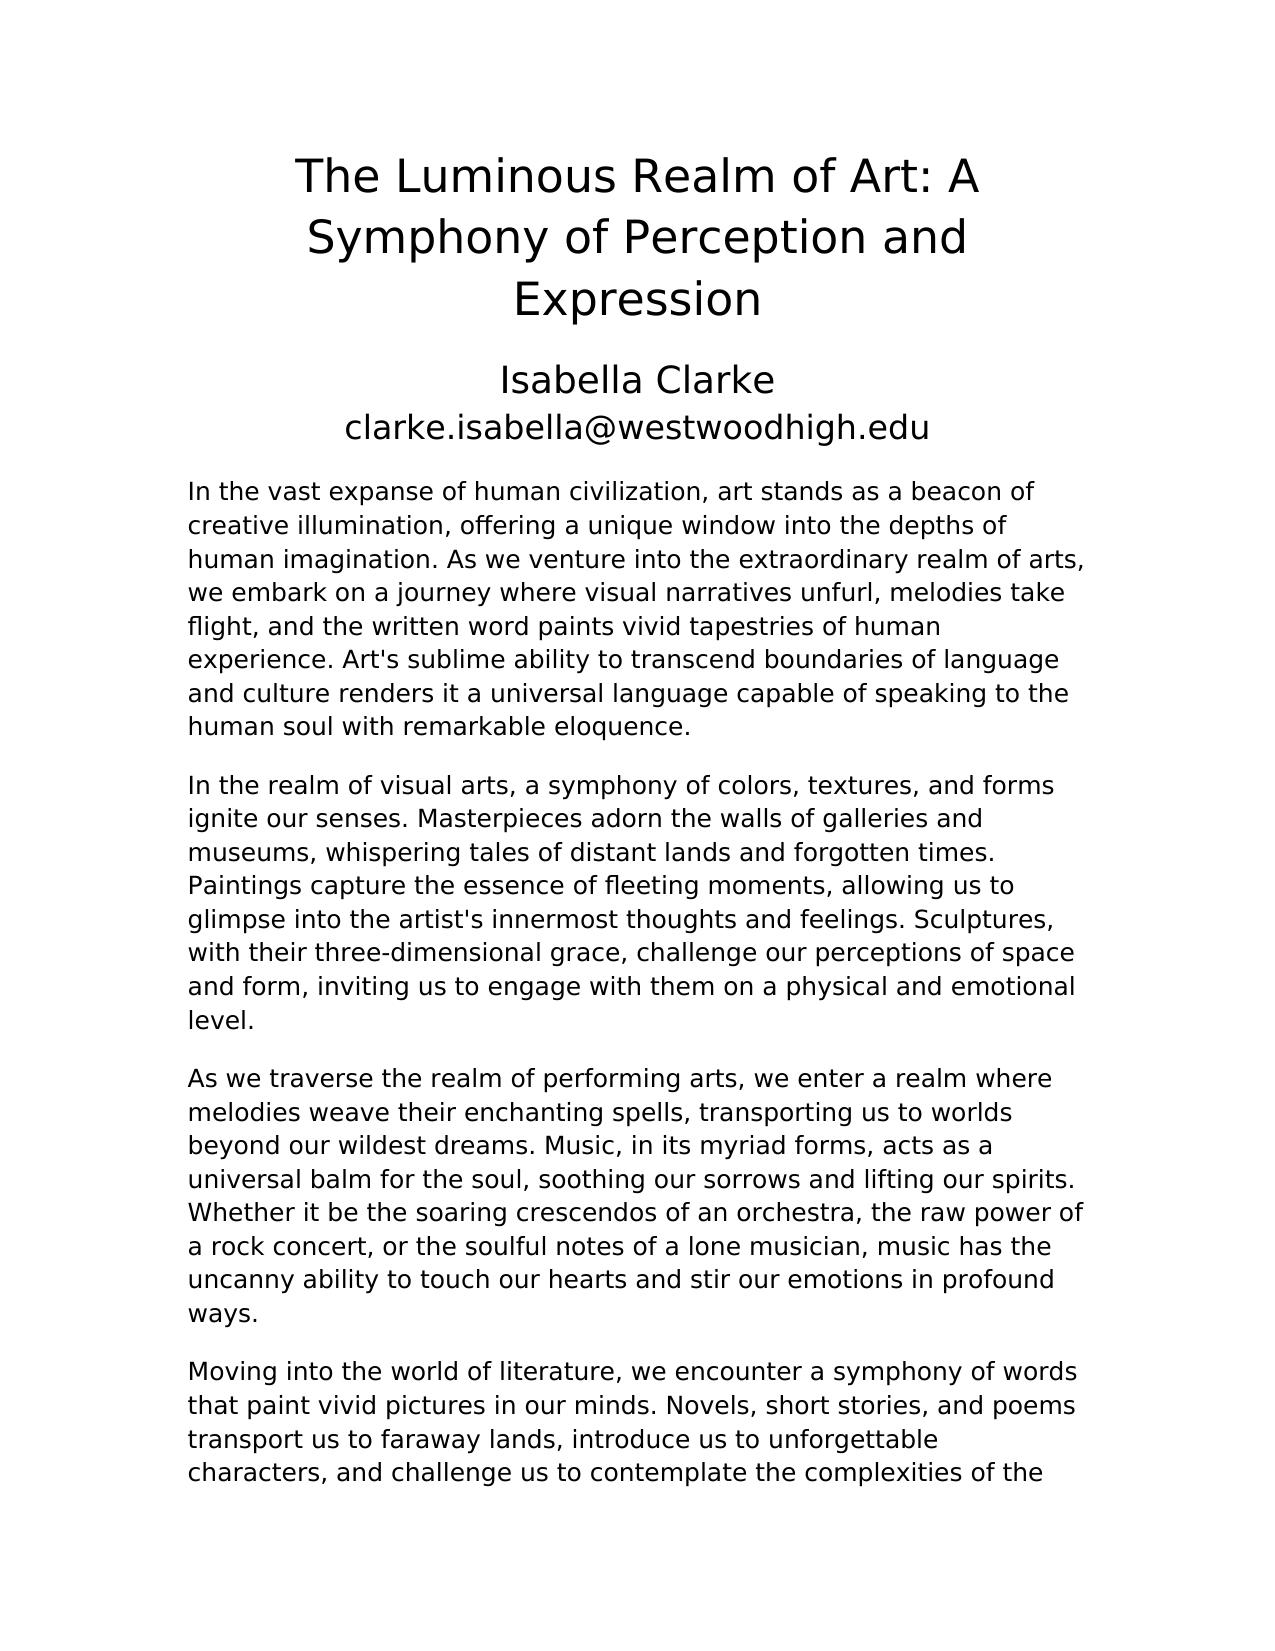 The Luminous Realm of Art: A
Symphony of Perception and
Expression
Isabella Clarke
clarke.isabella@westwoodhigh.edu
In the vast expanse of human civilization, art stands as a beacon of
creative illumination, offering a unique window into the depths of
human imagination. As we venture into the extraordinary realm of arts,
we embark on a journey where visual narratives unfurl, melodies take
flight, and the written word paints vivid tapestries of human
experience. Art's sublime ability to transcend boundaries of language
and culture renders it a universal language capable of speaking to the
human soul with remarkable eloquence.
In the realm of visual arts, a symphony of colors, textures, and forms
ignite our senses. Masterpieces adorn the walls of galleries and
museums, whispering tales of distant lands and forgotten times.
Paintings capture the essence of fleeting moments, allowing us to
glimpse into the artist's innermost thoughts and feelings. Sculptures,
with their three-dimensional grace, challenge our perceptions of space
and form, inviting us to engage with them on a physical and emotional
level.
As we traverse the realm of performing arts, we enter a realm where
melodies weave their enchanting spells, transporting us to worlds
beyond our wildest dreams. Music, in its myriad forms, acts as a
universal balm for the soul, soothing our sorrows and lifting our spirits.
Whether it be the soaring crescendos of an orchestra, the raw power of
a rock concert, or the soulful notes of a lone musician, music has the
uncanny ability to touch our hearts and stir our emotions in profound
ways.
Moving into the world of literature, we encounter a symphony of words
that paint vivid pictures in our minds. Novels, short stories, and poems
transport us to faraway lands, introduce us to unforgettable
characters, and challenge us to contemplate the complexities of the